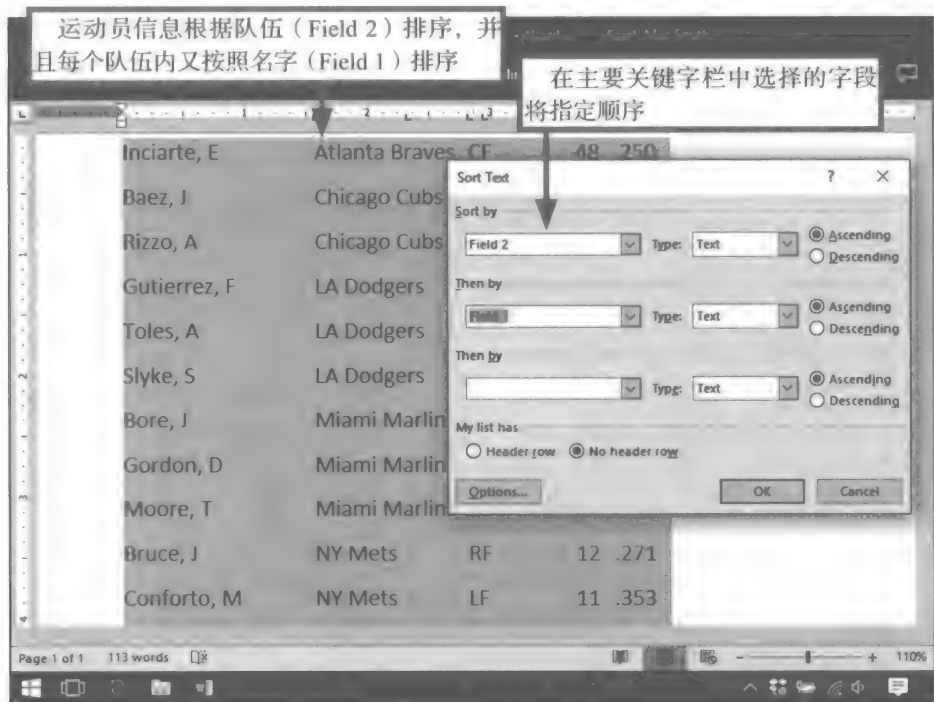 运动员信息根据队伍（Field 2）排序，并
且每个队伍内又按照名字（Field 1）排序
在主要关键字栏中选择的字段
将指定顺序
Inciarte, E Atlanta Braves CF 48 .250
Baez, J Chicago Cubs
Rizzo, A Chicago Cubs
Gutierrez, F LA Dodgers
Toles, A LA Dodgers
Slyke, S LA Dodgers
Bore, J Miami Marlin
Gordon, D Miami Marlin
Moore, T Miami Marlin
Bruce, J NY Mets RF 12 .271
Conforto, M NY Mets LF 11 .353
Sort Text ? ×
Sort by
Field 2 Type: Text Ascending
Descending
Then by
Field 1 Type: Text Ascending
Descending
Then by
Type: Text Ascending
Descending
My list has
Header row No header row
Options... OK Cancel
Page 1 of 1 113 words 110%